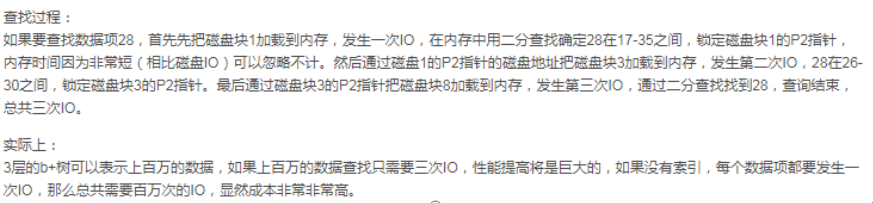 查找过程：
如果要查找数据项28，首先先把磁盘块1加载到内存，发生一次IO，在内存中用二分查找确定28在17-35之间，锁定磁盘块1的P2指针，
内存时间因为非常短（相比磁盘IO）可以忽略不计。然后通过磁盘1的P2指针的磁盘地址把磁盘块3加载到内存，发生第二次IO，28在26-
30之间，锁定磁盘块3的P2指针。最后通过磁盘块3的P2指针把磁盘块8加载到内存，发生第三次IO，通过二分查找找到28，查询结束，
总共三次IO。
实际上：
3层的b+树可以表示上百万的数据，如果上百万的数据查找只需要三次IO，性能提高将是巨大的，如果没有索引，每个数据项都要发生一
次IO，那么总共需要百万次的IO，显然成本非常非常高。